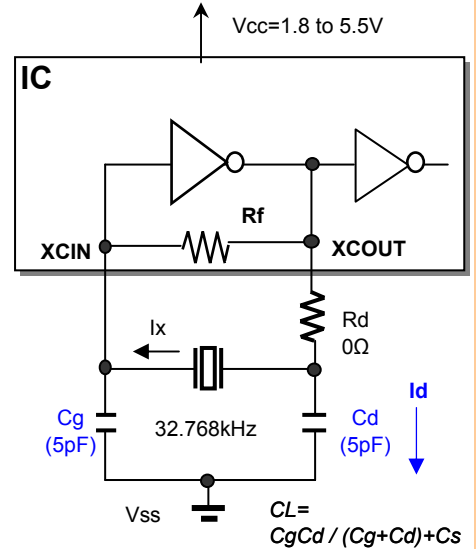 Vcc=1.8 to 5.5V
IC
Rf
XCIN
XCOUT
Rd
0Ω
Ix
Id
Cg
(5pF)
32.768kHz
Cd
(5pF)
Vss
CL=
CgCd / (Cg+Cd)+Cs